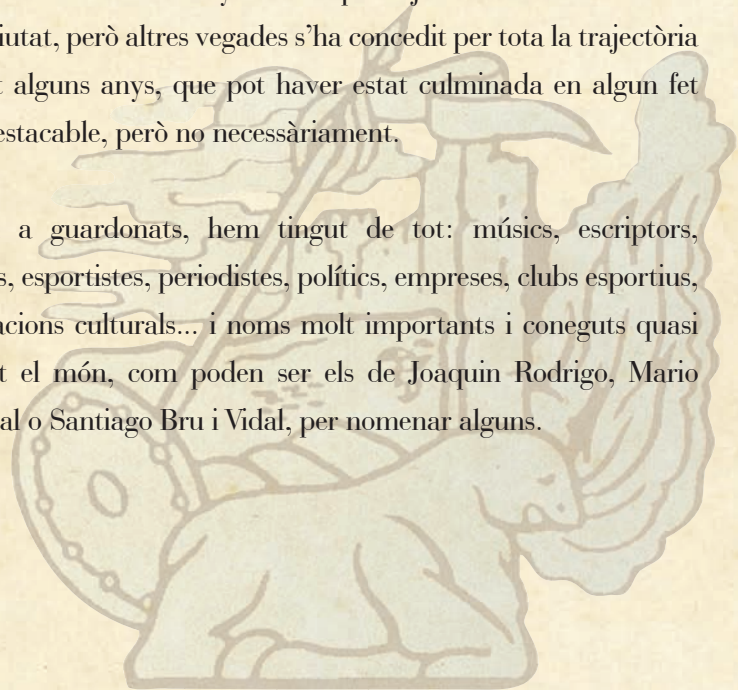 iutat, però altres vegades s’ha concedit per tota la trajectòria
alguns anys, que pot haver estat culminada en algun fet
estacable, però no necessàriament.
a guardonats, hem tingut de tot: músics, escriptors,
s, esportistes, periodistes, polítics, empreses, clubs esportius,
acions culturals... i noms molt importants i coneguts quasi
t el món, com poden ser els de Joaquin Rodrigo, Mario
al o Santiago Bru i Vidal, per nomenar alguns.